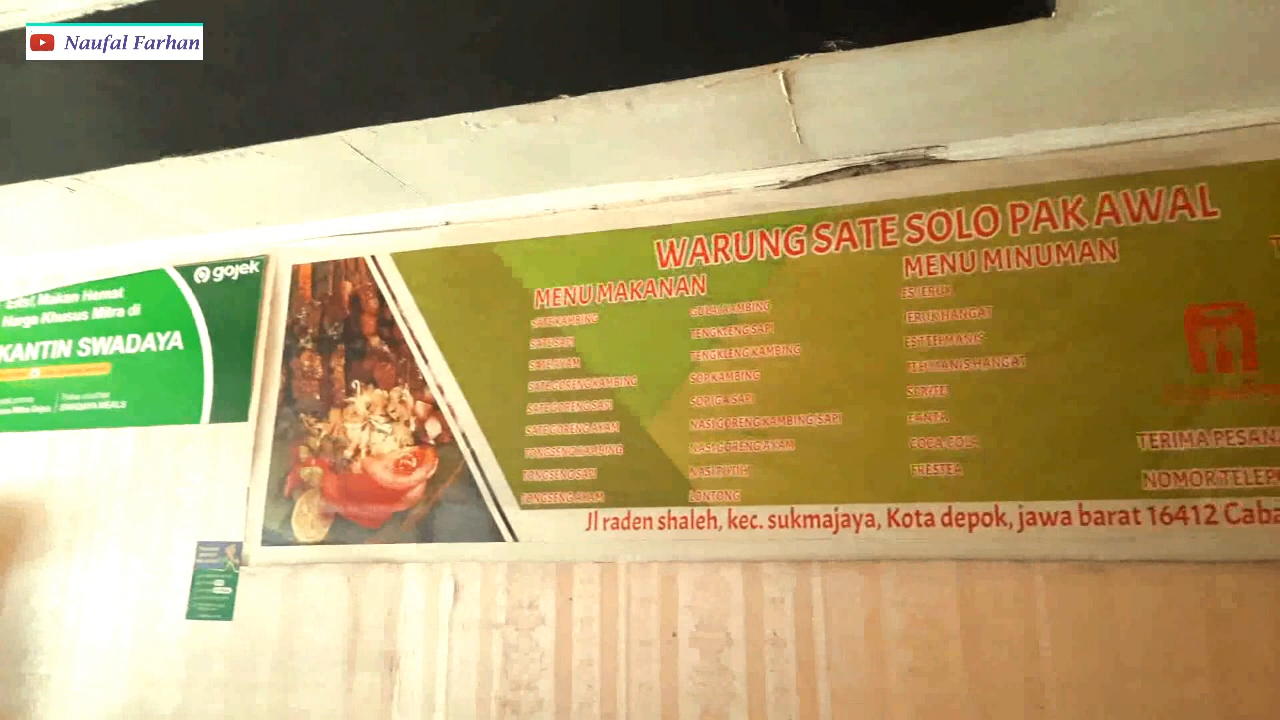 Naufal Farhan
gojek
Makan Hemat
Harga Khusus Mitra di
KANTIN SWADAYA
WARUNG SATE SOLO PAK AWAL
MENU MAKANAN
SATE KAMBING
SATE SAPI
SATE AYAM
SATE GORENG KAMBING
SATE GORENG SAPI
SATE GORENG AYAM
TONGSENG KAMBING
TONGSENG SAPI
TONGSENG AYAM
GULAI KAMBING
TENGKLENG SAPI
TENGKLENG KAMBING
SOP KAMBING
SOP IGA SAPI
NASI GORENG KAMBING/SAPI
NASI GORENG AYAM
NASI PUTIH
LONTONG
MENU MINUMAN
ES JERUK
JERUK HANGAT
ES TEH MANIS
TEH MANIS HANGAT
SPRITE
FANTA
COCA COLA
FRESTEA
TERIMA PESAN
NOMOR TELEP
Jl raden shaleh, kec. sukmajaya, Kota depok, jawa barat 16412 Caba